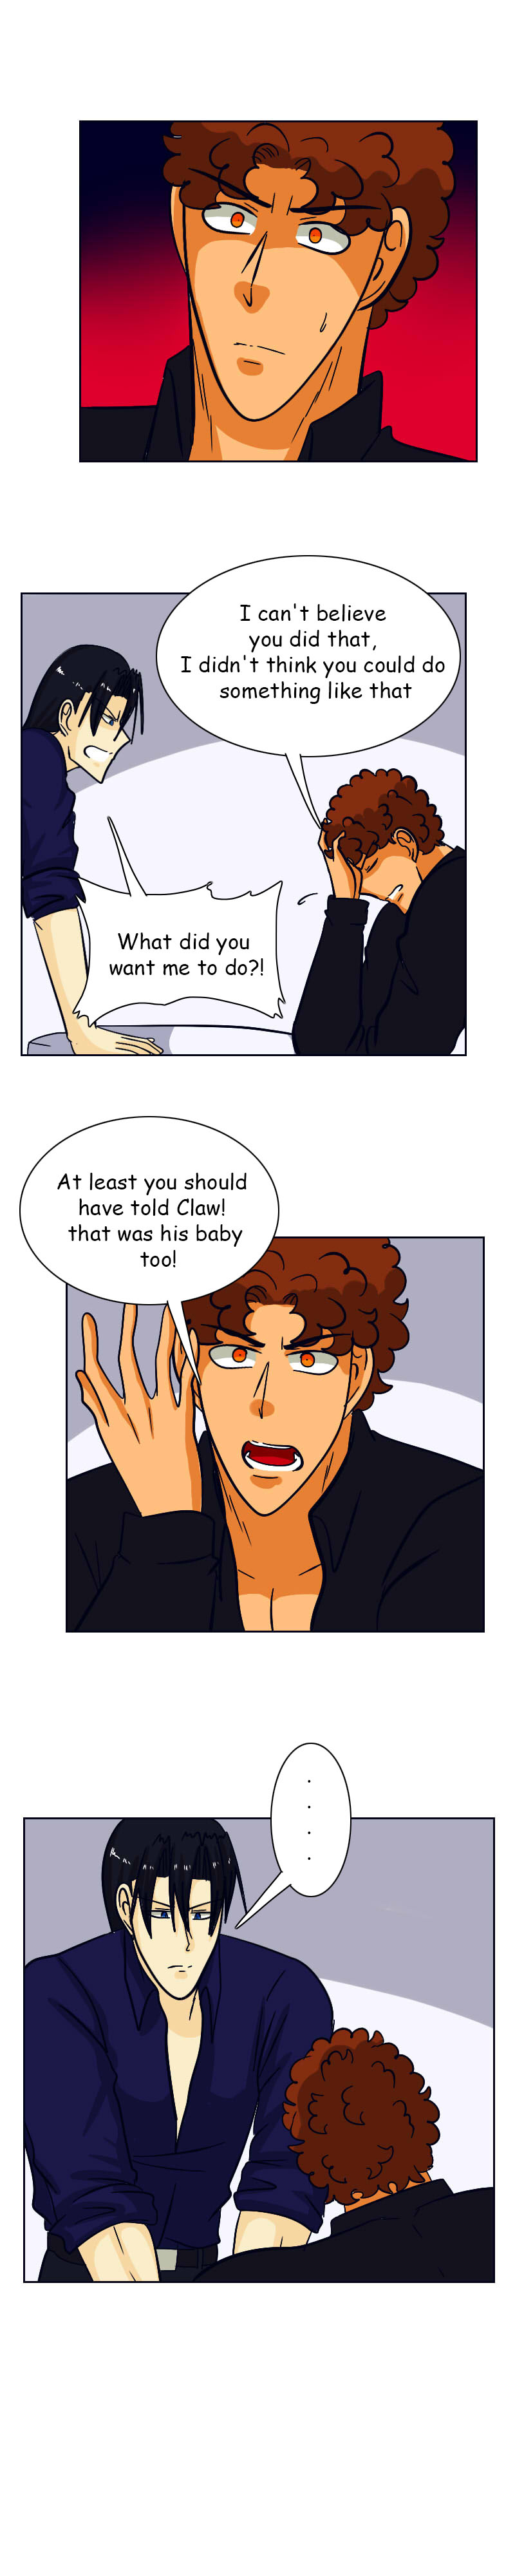 I can't believe
you did that,
I didn't think you could do
something like that
What did you
want me to do?!
At least you should
have told Claw!
that was his baby
too!
.
.
.
.